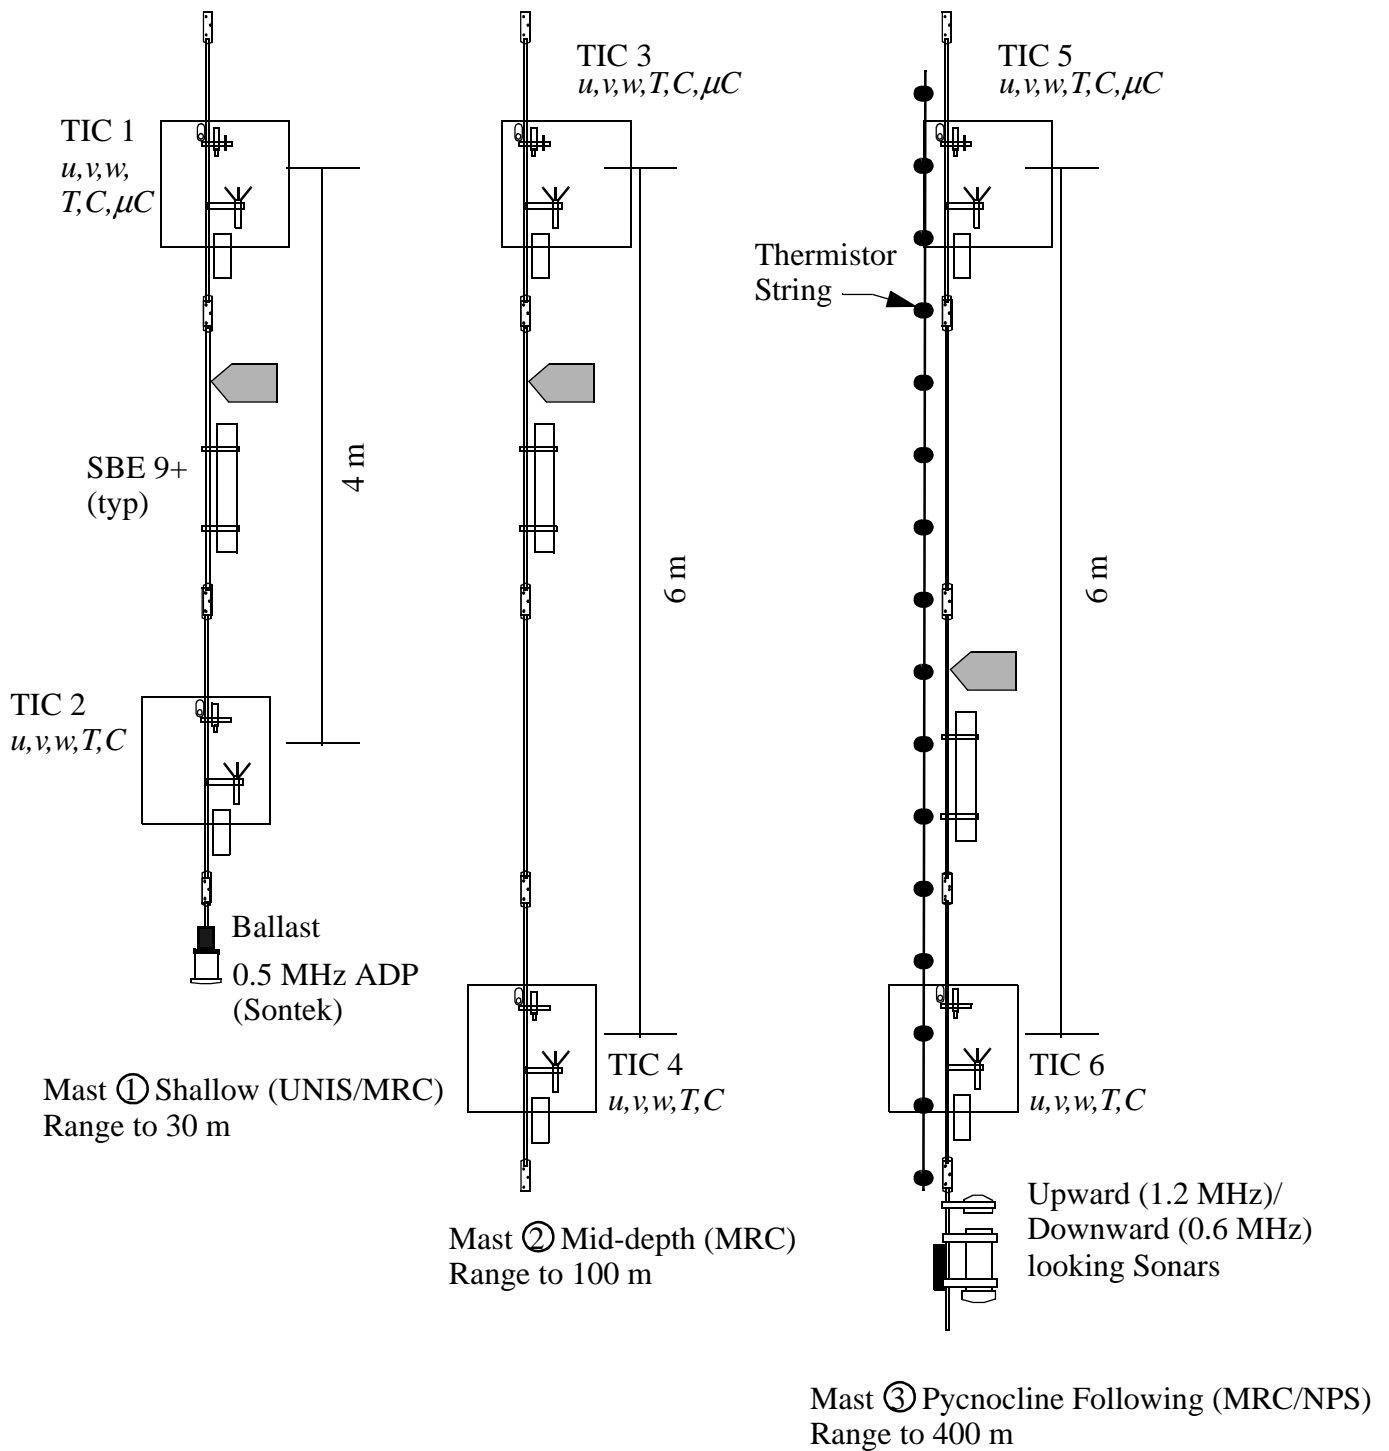 TIC 1
u,v,w,
T,C,μC
SBE 9+
(typ)
4 m
TIC 2
u,v,w,T,C
Ballast
0.5 MHz ADP
(Sontek)
Mast ① Shallow (UNIS/MRC)
Range to 30 m
TIC 3
u,v,w,T,C,μC
6 m
TIC 4
u,v,w,T,C
Mast ② Mid-depth (MRC)
Range to 100 m
TIC 5
u,v,w,T,C,μC
Thermistor
String
6 m
TIC 6
u,v,w,T,C
Upward (1.2 MHz)/
Downward (0.6 MHz)
looking Sonars
Mast ③ Pycnocline Following (MRC/NPS)
Range to 400 m